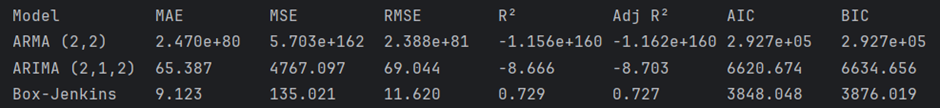 Model MAE MSE RMSE R² Adj R² AIC BIC
ARMA (2,2) 2.470e+80 5.703e+162 2.388e+81 -1.156e+160 -1.162e+160 2.927e+05 2.927e+05
ARIMA (2,1,2) 65.387 4767.097 69.044 -8.666 -8.703 6620.674 6634.656
Box-Jenkins 9.123 135.021 11.620 0.729 0.727 3848.048 3876.019